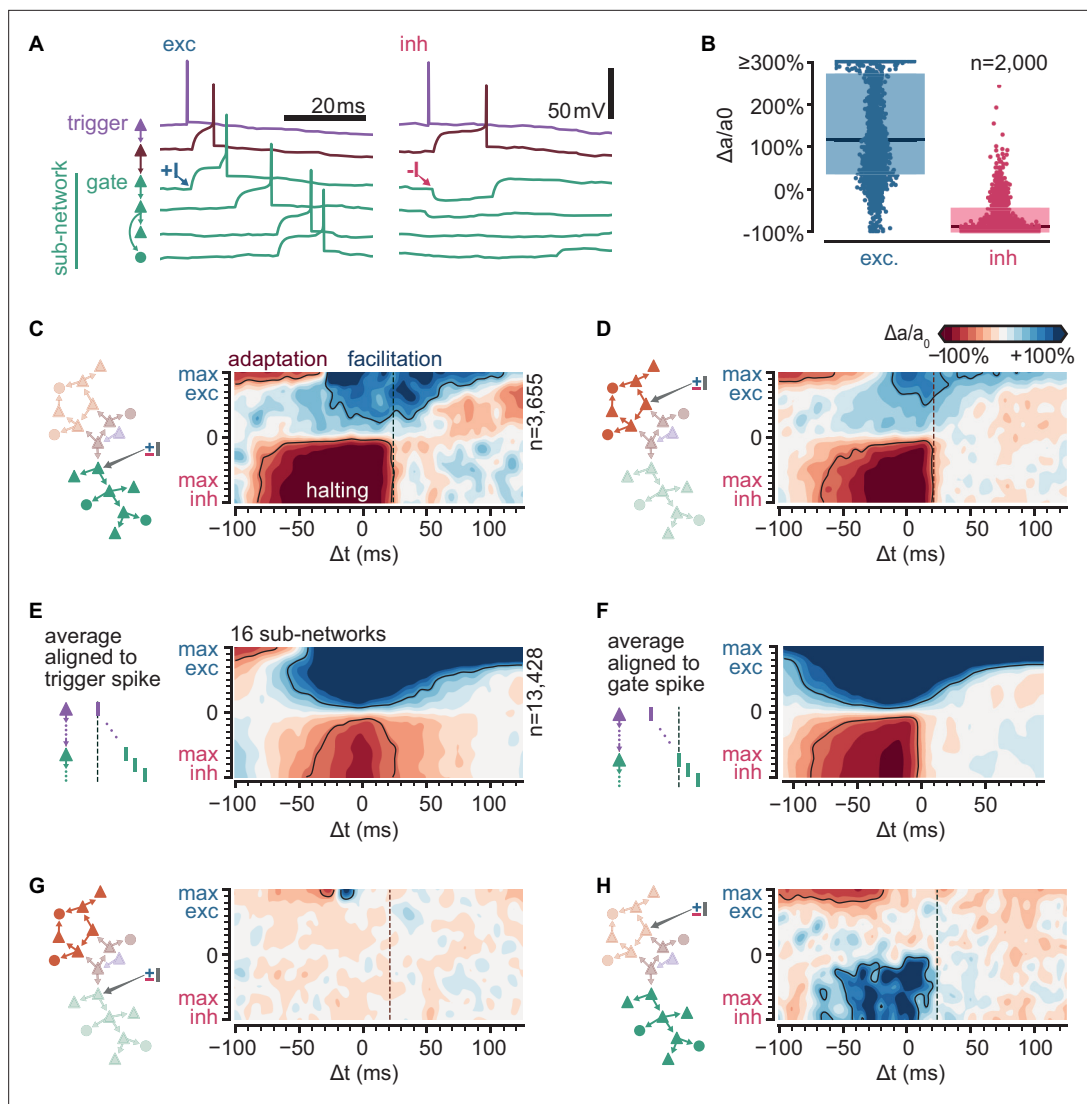 A
exc
inh
20ms
50mV
trigger
gate
sub-network
+I
-I
B
n=2,000
≥300%
200%
100%
0%
-100%
Δa/a0
exc.
inh
C
adaptation
facilitation
max
exc
0
max
inh
halting
n=3,655
±I
−100 −50 0 50 100
Δt (ms)
D
Δa/a₀
−100% +100%
max
exc
0
max
inh
±I
−100 −50 0 50 100
Δt (ms)
E
average
aligned to
trigger spike
16 sub-networks
max
exc
0
max
inh
n=13,428
−100 −50 0 50 100
Δt (ms)
F
average
aligned to
gate spike
max
exc
0
max
inh
−100 −50 0 50
Δt (ms)
G
max
exc
0
max
inh
±I
−100 −50 0 50 100
Δt (ms)
H
max
exc
0
max
inh
±I
−100 −50 0 50 100
Δt (ms)